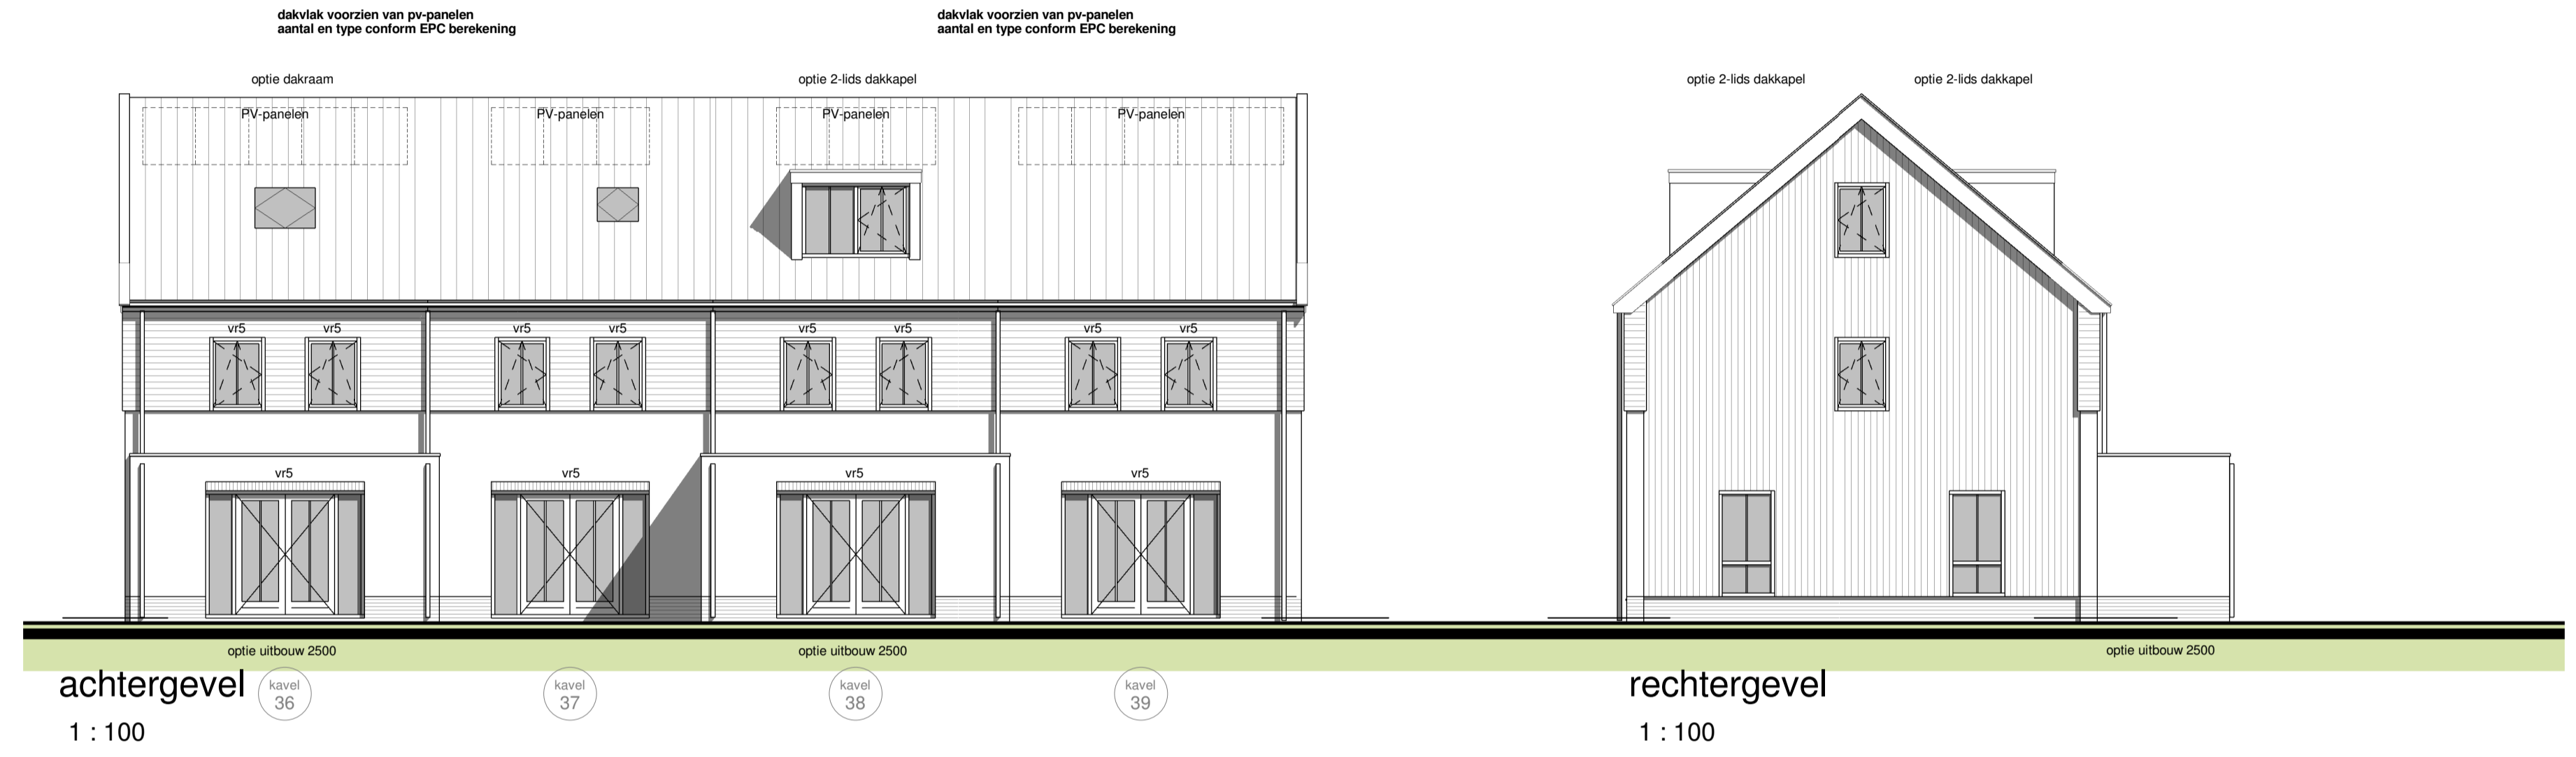 dakvlak voorzien van pv-panelen
aantal en type conform EPC berekening
dakvlak voorzien van pv-panelen
aantal en type conform EPC berekening
optie dakraam
optie 2-lids dakkapel
optie 2-lids dakkapel
optie 2-lids dakkapel
PV-panelen
PV-panelen
PV-panelen
PV-panelen
vr5
vr5
vr5
vr5
vr5
vr5
vr5
vr5
vr5
vr5
vr5
vr5
optie uitbouw 2500
optie uitbouw 2500
optie uitbouw 2500
achtergevel
kavel
36
kavel
37
kavel
38
kavel
39
rechtergevel
1 : 100
1 : 100